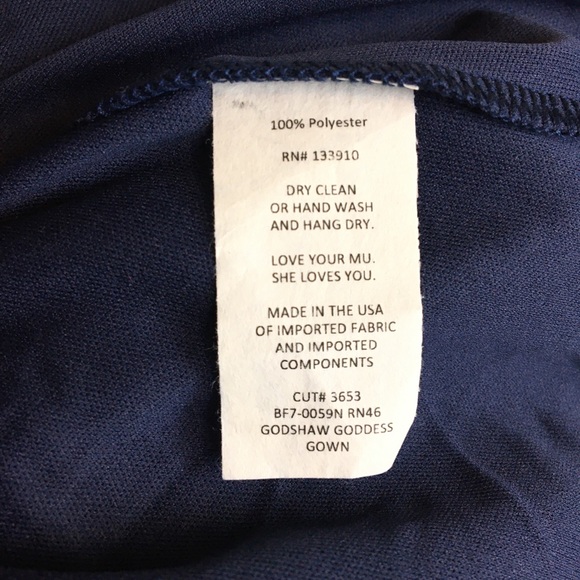 100% Polyester
RN# 133910
DRY CLEAN
OR HAND WASH
AND HANG DRY.
LOVE YOUR MU.
SHE LOVES YOU.
MADE IN THE USA
OF IMPORTED FABRIC
AND IMPORTED
COMPONENTS
CUT# 3653
BF7-0059N RN46
GODSHAW GODDESS
GOWN